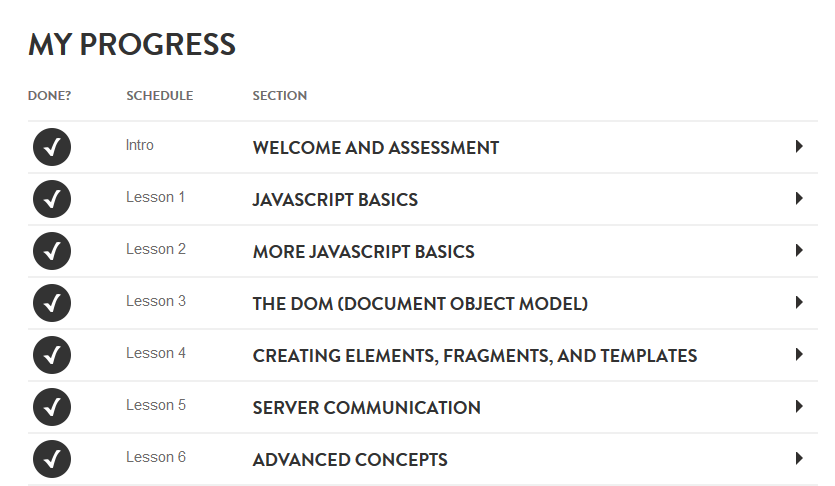 MY PROGRESS
DONE? SCHEDULE SECTION
Intro WELCOME AND ASSESSMENT
Lesson 1 JAVASCRIPT BASICS
Lesson 2 MORE JAVASCRIPT BASICS
Lesson 3 THE DOM (DOCUMENT OBJECT MODEL)
Lesson 4 CREATING ELEMENTS, FRAGMENTS, AND TEMPLATES
Lesson 5 SERVER COMMUNICATION
Lesson 6 ADVANCED CONCEPTS